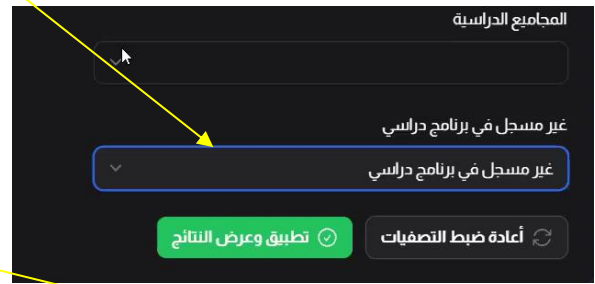 المجاميع الدراسية
غير مسجل في برنامج دراسي
غير مسجل في برنامج دراسي
أعادة ضبط التصفيات
تطبيق وعرض النتائج